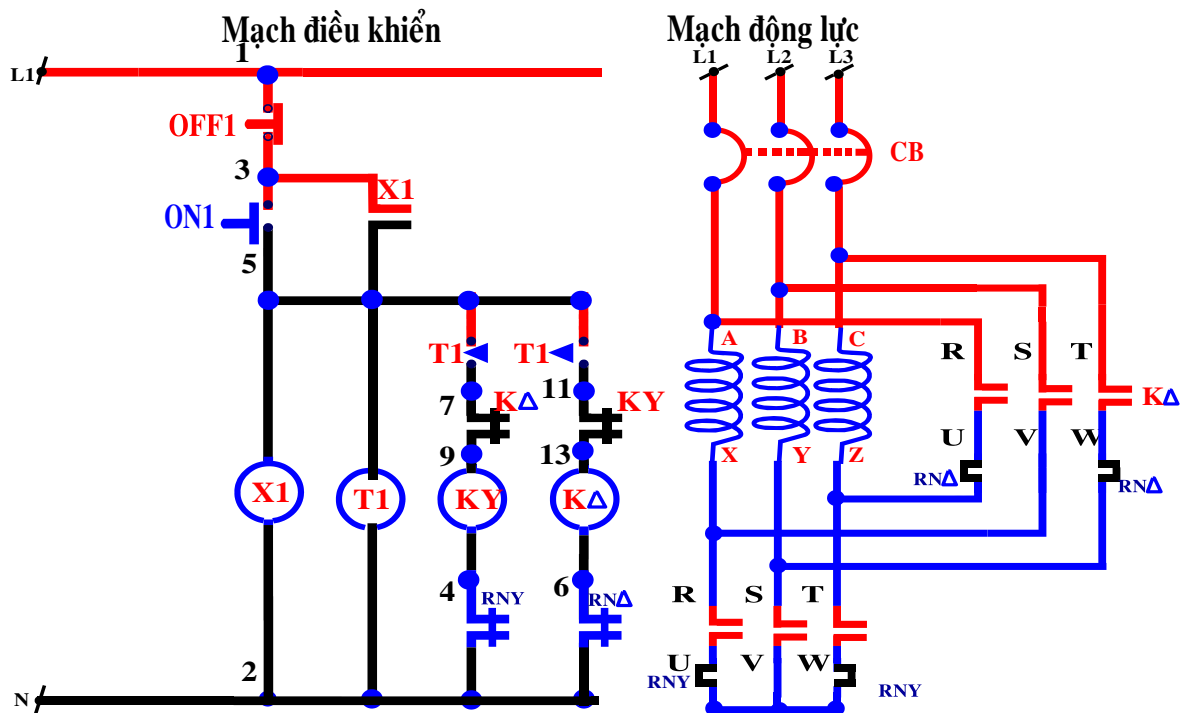 Mạch điều khiển
1
L1
OFF1
3
X1
ON1
5
T1
T1
7
KΔ
11
KY
9
13
X1
T1
KY
KΔ
4
RNY
6
RNΔ
2
N
Mạch động lực
L1 L2 L3
CB
A B C
R S T
KΔ
X Y Z
U V W
RNΔ
RNΔ
R S T
U V W
RNY
RNY